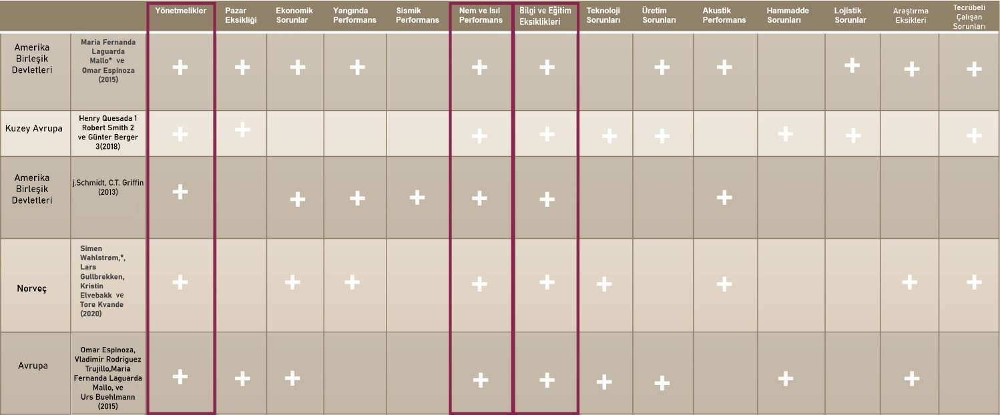 Yönetmelikler
Pazar
Eksikliği
Ekonomik
Sorunlar
Yangında
Performans
Sismik
Performans
Nem ve Isıl
Performans
Bilgi ve Eğitim
Eksiklikleri
Teknoloji
Sorunları
Üretim
Sorunları
Akustik
Performans
Hammadde
Sorunları
Lojistik
Sorunlar
Araştırma
Eksikleri
Tecrübeli
Çalışan
Sorunları
Amerika
Birleşik
Devletleri
Maria Fernanda
Laguarda
Mallo* ve
Omar Espinoza
(2015)
+ + + + + + + + + + +
Kuzey Avrupa
Henry Quesada 1
Robert Smith 2
ve Günter Berger
3(2018)
+ + + + + + + + +
Amerika
Birleşik
Devletleri
j.Schmidt, C.T. Griffin
(2013)
+ + + + + + +
Norveç
Simen
Wahlstrøm,*,
Lars
Gullbrekken,
Kristin
Elvebakk ve
Tore Kvande
(2020)
+ + + + + + + + +
Avrupa
Omar Espinoza,
Vladimir Rodriguez
Trujillo,Maria
Fernanda Laguarda
Mallo, ve
Urs Buehlmann
(2015)
+ + + + + + + + +